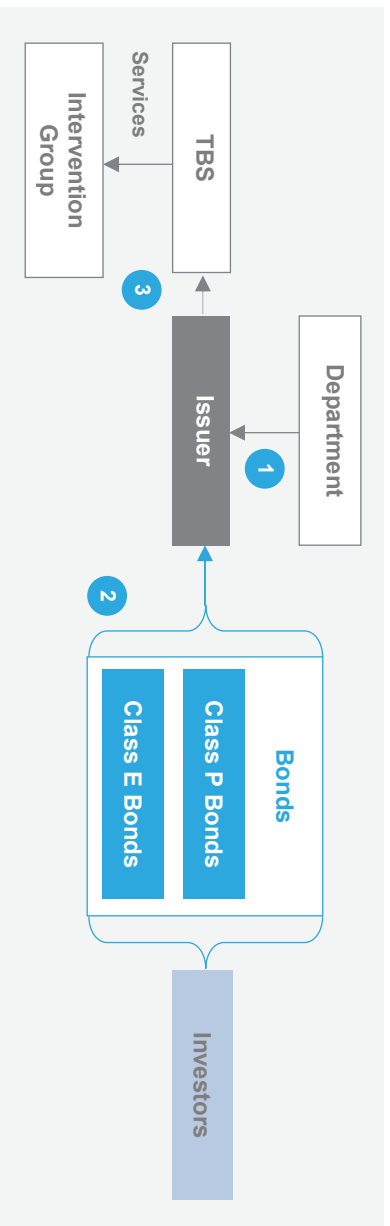 Department
Bonds
1
TBS
Issuer
Class P Bonds
Investors
Services
3
Class E Bonds
2
Intervention
Group